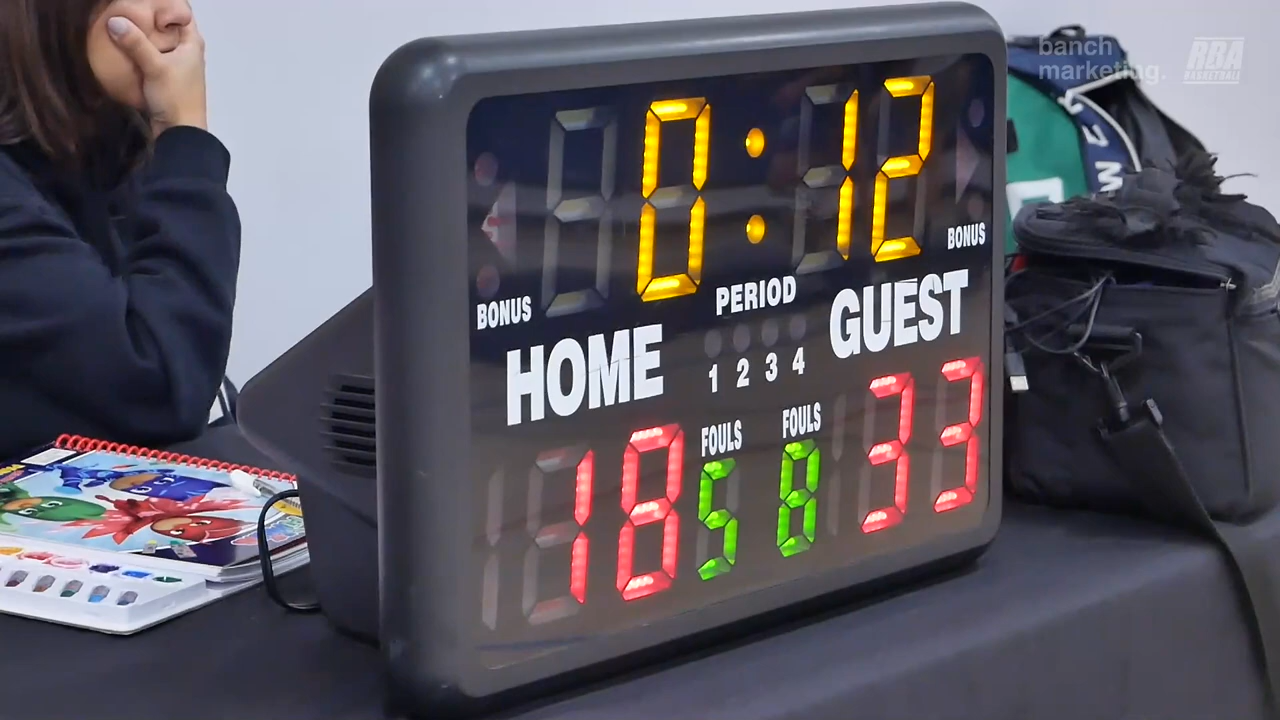 banch
marketing.
RBA
BASKETBALL
0:12
BONUS
BONUS
PERIOD
HOME
GUEST
1 2 3 4
FOULS
FOULS
18
5
8
33